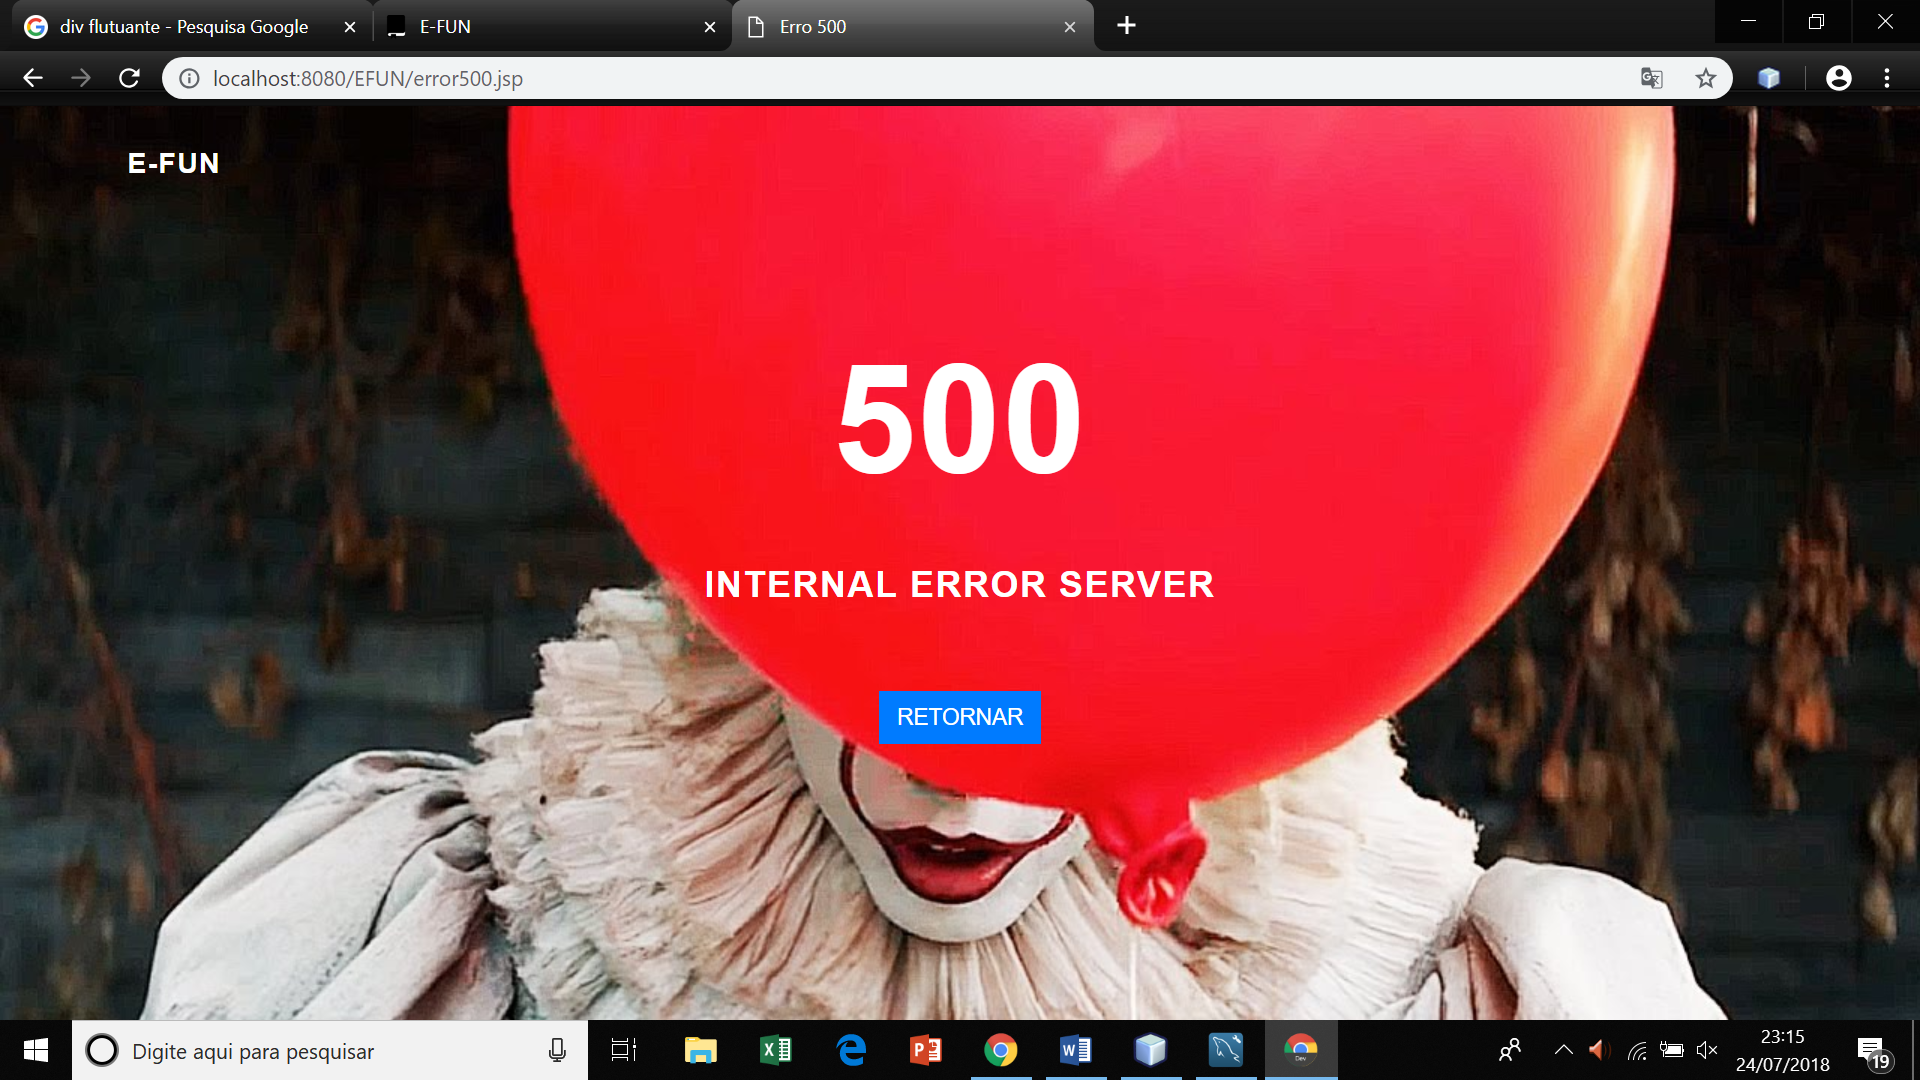 div flutuante - Pesquisa Google
E-FUN
Erro 500
localhost:8080/EFUN/error500.jsp
E-FUN
500
INTERNAL ERROR SERVER
RETORNAR
Digite aqui para pesquisar
Dev
23:15
24/07/2018
19